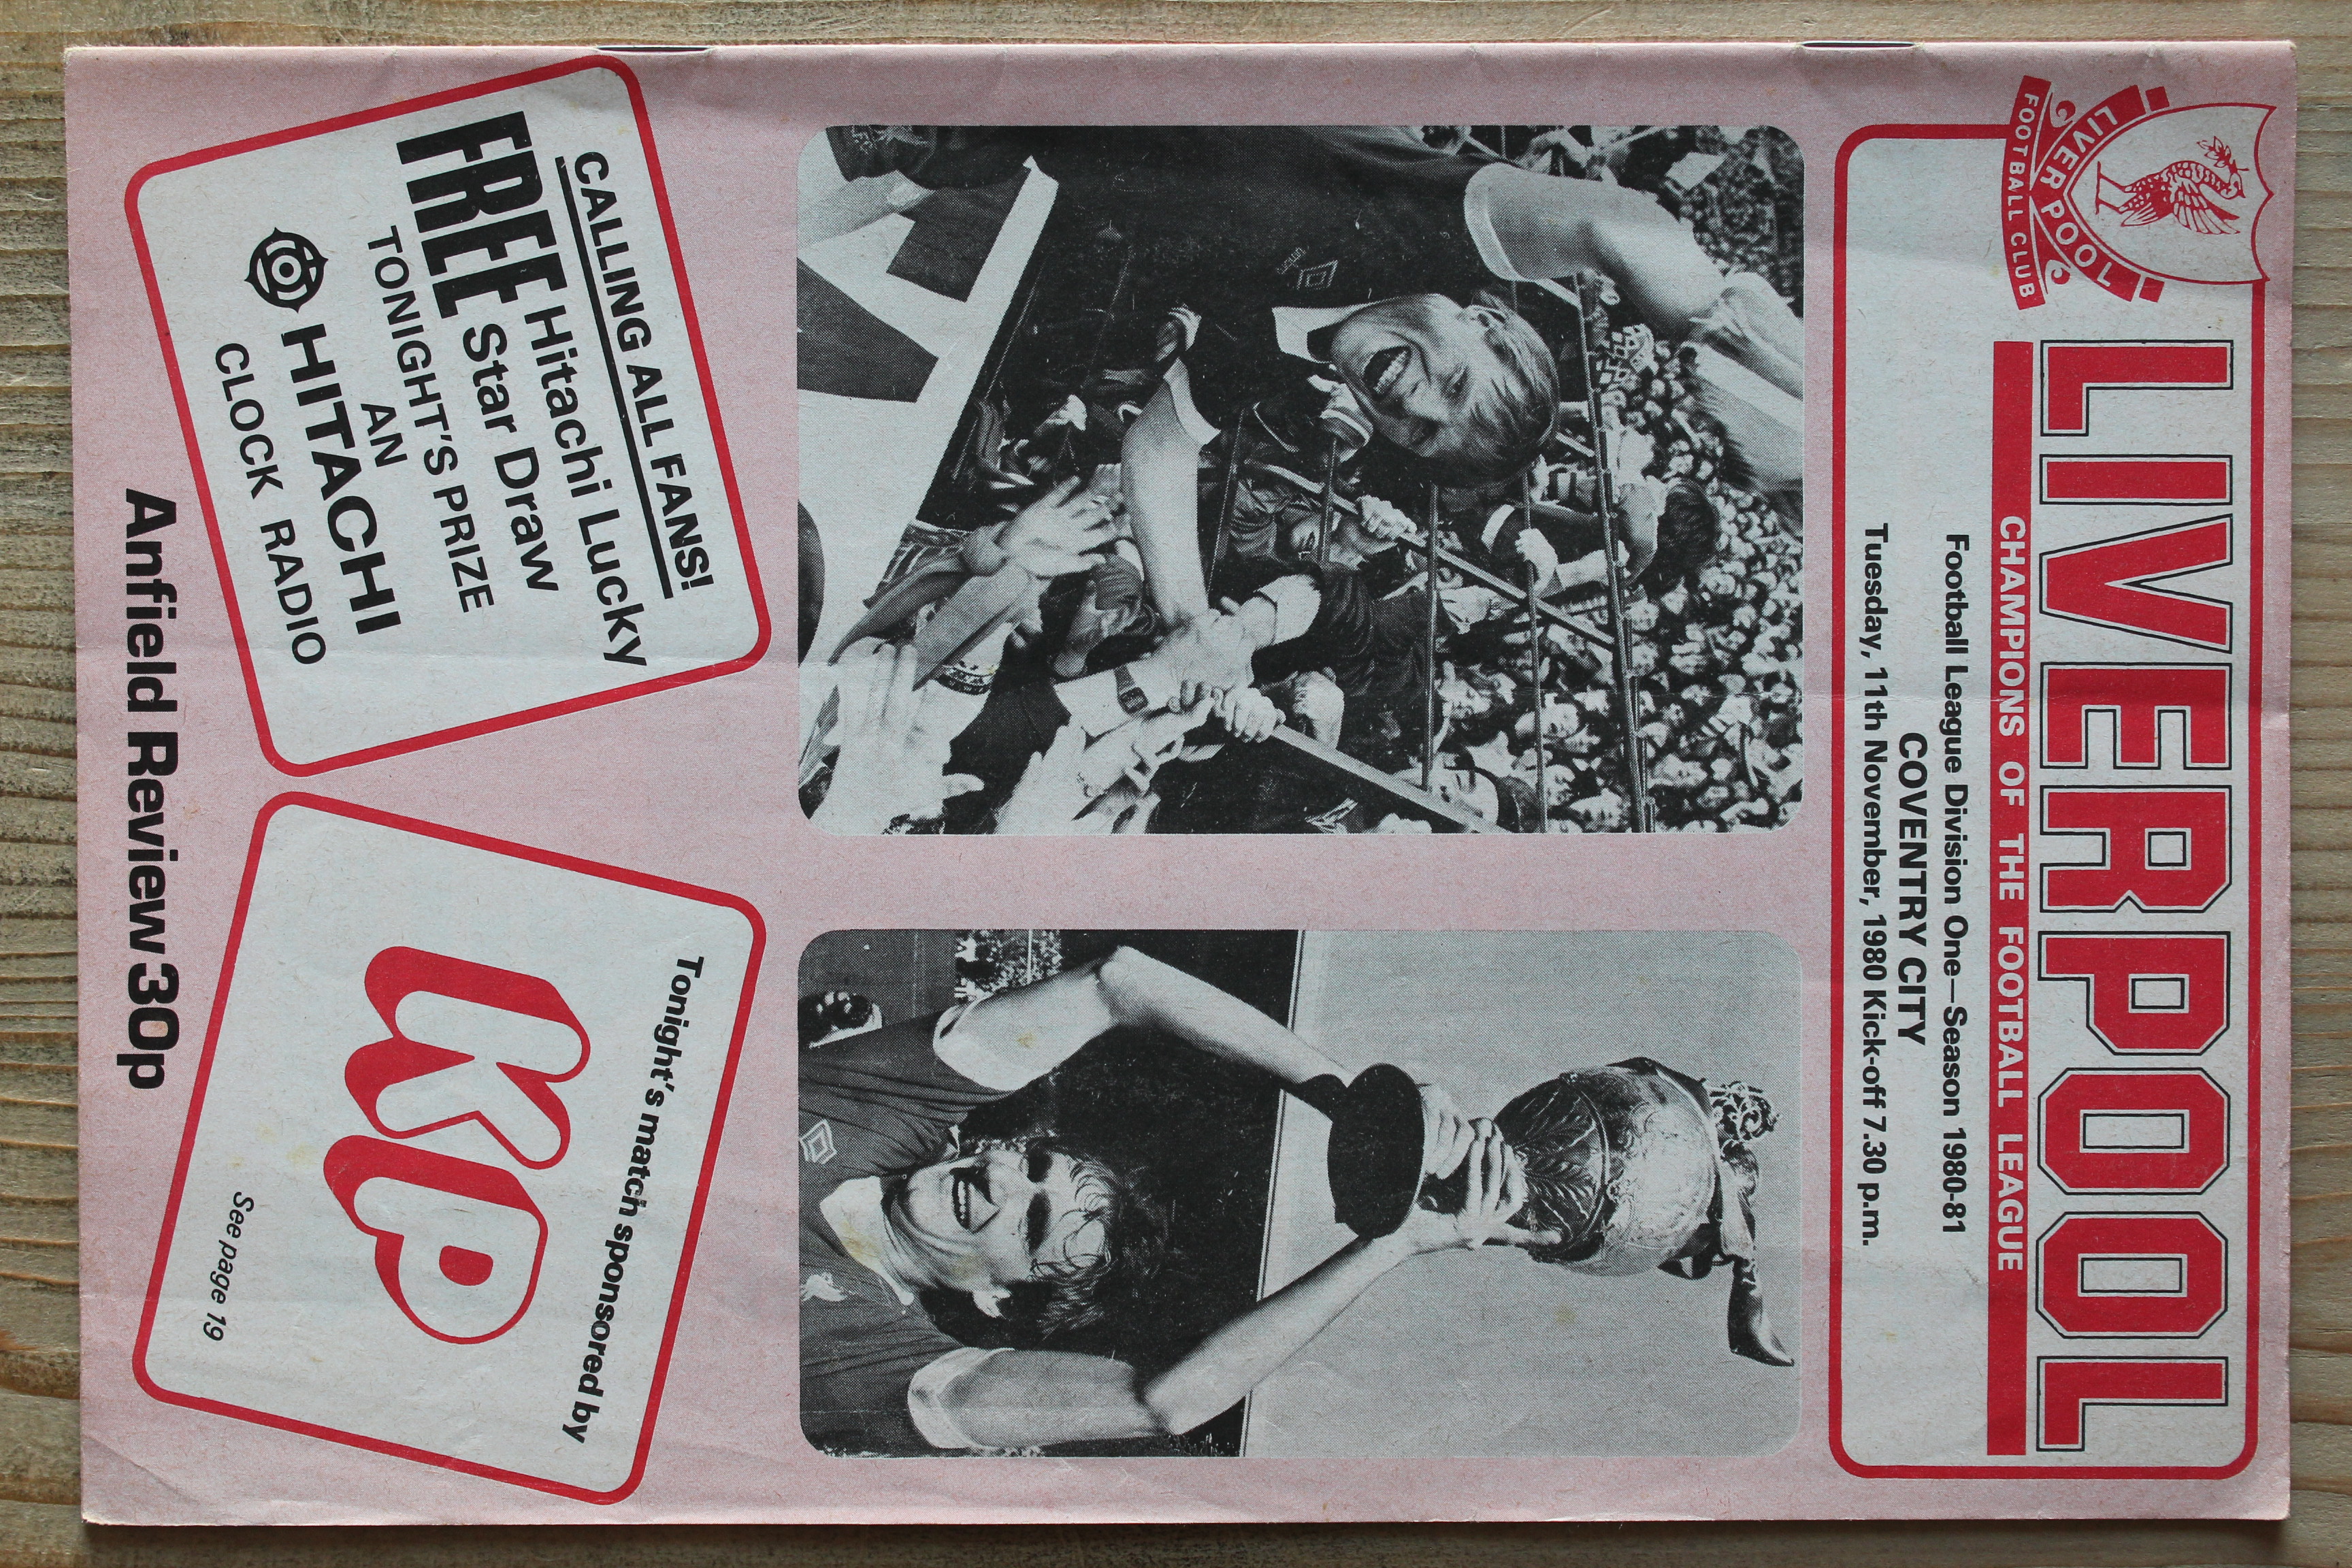 LIVERPOOL
LIVERPOOL
FOOTBALL CLUB
CHAMPIONS OF THE FOOTBALL LEAGUE
Football League Division One—Season 1980-81
COVENTRY CITY
Tuesday, 11th November, 1980 Kick-off 7.30 p.m.
umbro
CALLING ALL FANS!
FREE Hitachi Lucky
Star Draw
TONIGHT'S PRIZE
AN
HITACHI
CLOCK RADIO
Tonight's match sponsored by
KP
See page 19
Anfield Review 30p